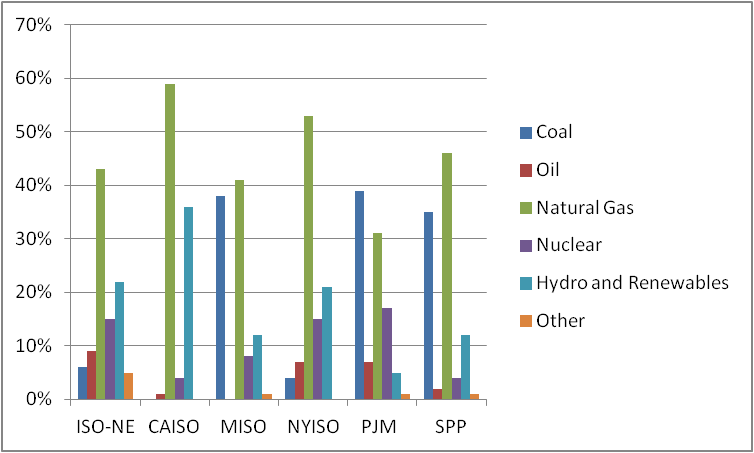 70%
60%
50%
40%
30%
20%
10%
0%
ISO-NE CAISO MISO NYISO PJM SPP
Coal
Oil
Natural Gas
Nuclear
Hydro and Renewables
Other